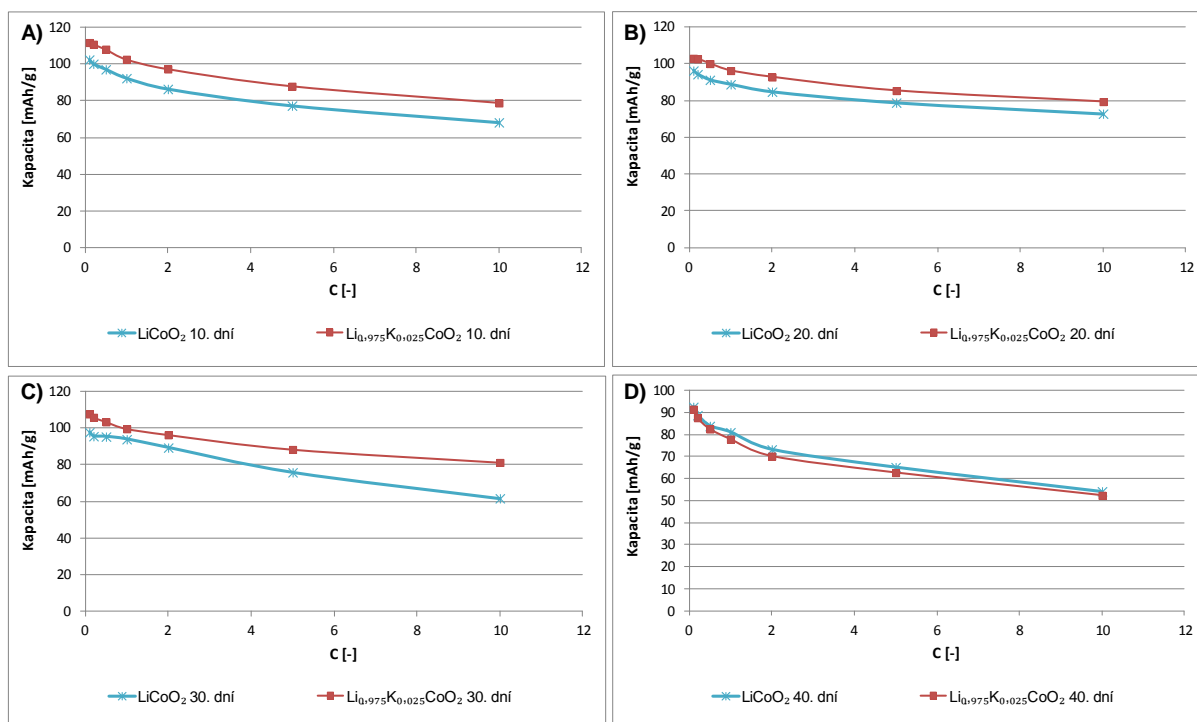 A)
Kapacita [mAh/g]
120
100
80
60
40
20
0
0 2 4 6 8 10 12
C [-]
LiCoO₂ 10. dní Li₀,₉₇₅K₀,₀₂₅CoO₂ 10. dní
B)
Kapacita [mAh/g]
120
100
80
60
40
20
0
0 2 4 6 8 10 12
C [-]
LiCoO₂ 20. dní Li₀,₉₇₅K₀,₀₂₅CoO₂ 20. dní
C)
Kapacita [mAh/g]
120
100
80
60
40
20
0
0 2 4 6 8 10 12
C [-]
LiCoO₂ 30. dní Li₀,₉₇₅K₀,₀₂₅CoO₂ 30. dní
D)
Kapacita [mAh/g]
100
90
80
70
60
50
40
30
20
10
0
0 2 4 6 8 10 12
C [-]
LiCoO₂ 40. dní Li₀,₉₇₅K₀,₀₂₅CoO₂ 40. dní